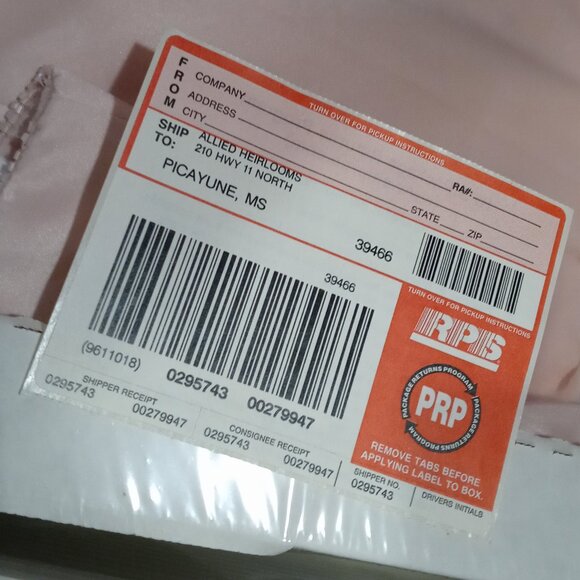 FROM
COMPANY
ADDRESS
CITY
TURN OVER FOR PICKUP INSTRUCTIONS
RA#:
STATE ZIP
SHIP TO:
ALLIED HEIRLOOMS
210 HWY 11 NORTH
PICAYUNE, MS
39466
39466
(9611018)
0295743 00279947
TURN OVER FOR PICKUP INSTRUCTIONS
RPS
PACKAGE RETURNS PROGRAM
PRP
PACKAGE RETURNS PROGRAM
REMOVE TABS BEFORE
APPLYING LABEL TO BOX.
SHIPPER RECEIPT
0295743 00279947
CONSIGNEE RECEIPT
0295743 00279947
SHIPPER NO.
0295743
DRIVERS INITIALS